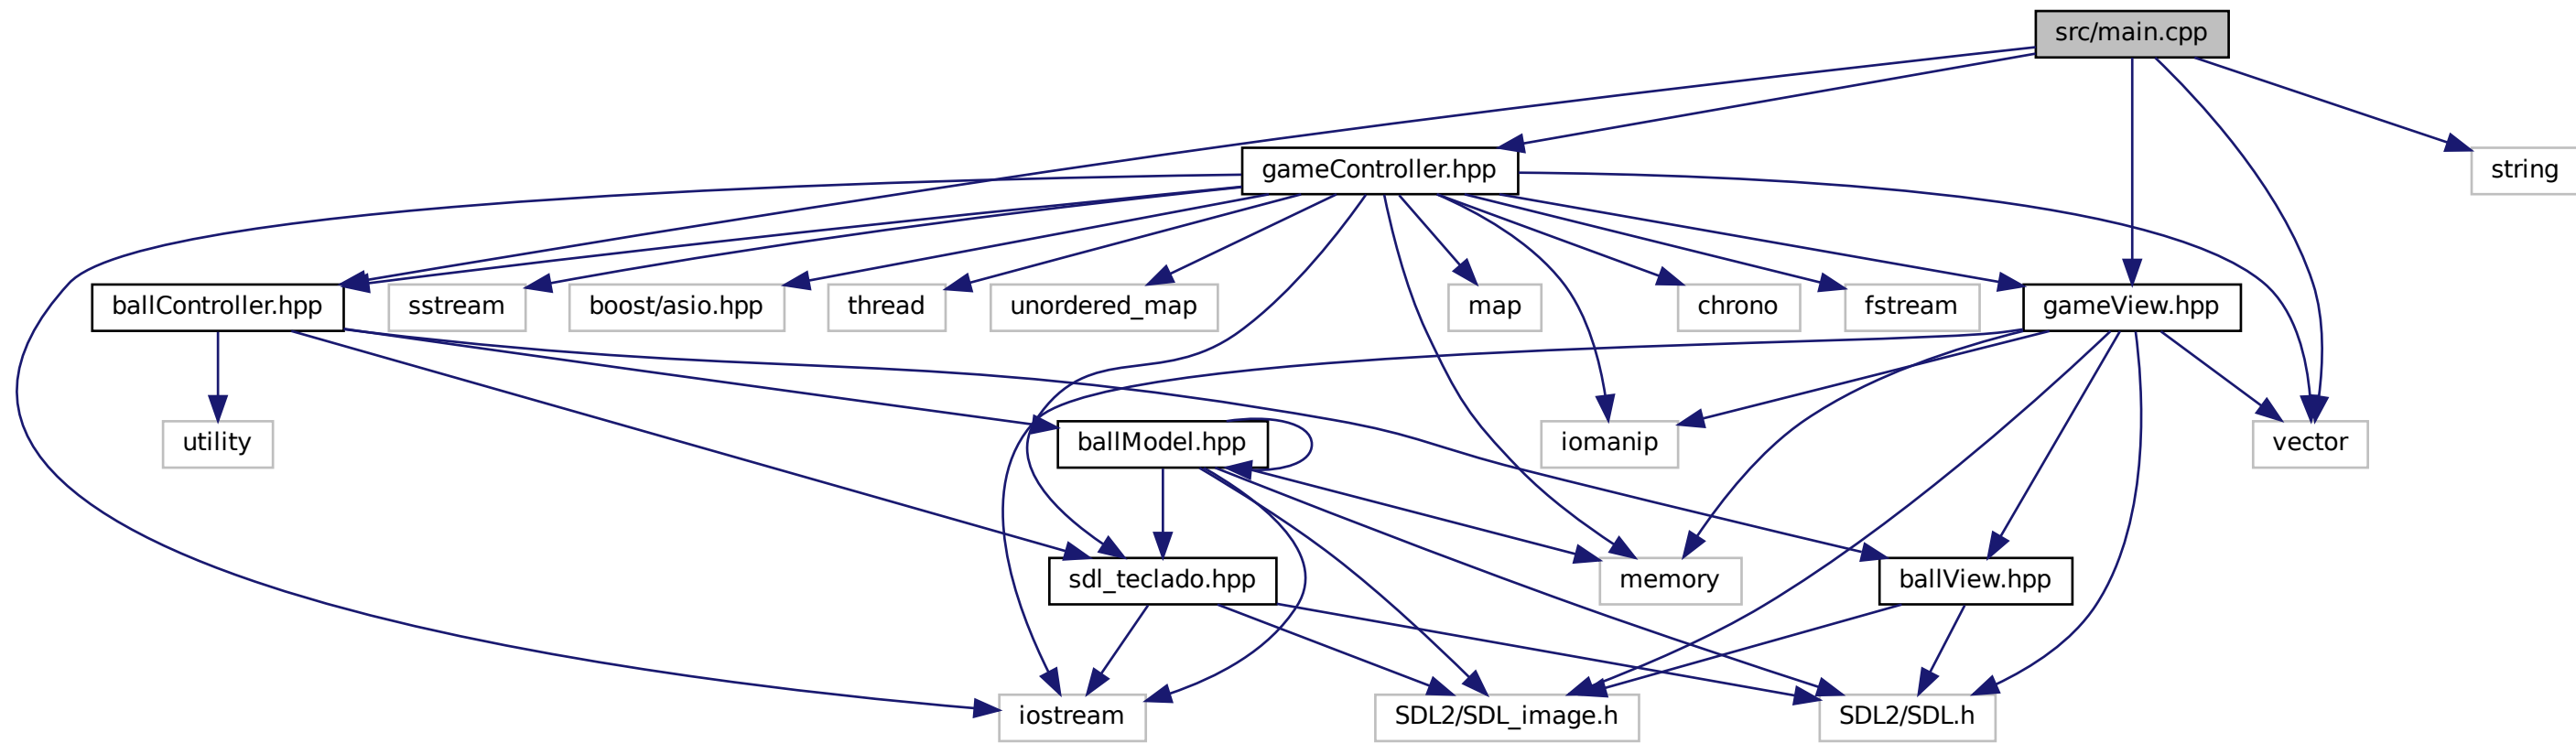 src/main.cpp
gameController.hpp
string
ballController.hpp
sstream
boost/asio.hpp
thread
unordered_map
map
chrono
fstream
gameView.hpp
utility
ballModel.hpp
iomanip
vector
sdl_teclado.hpp
memory
ballView.hpp
iostream
SDL2/SDL_image.h
SDL2/SDL.h